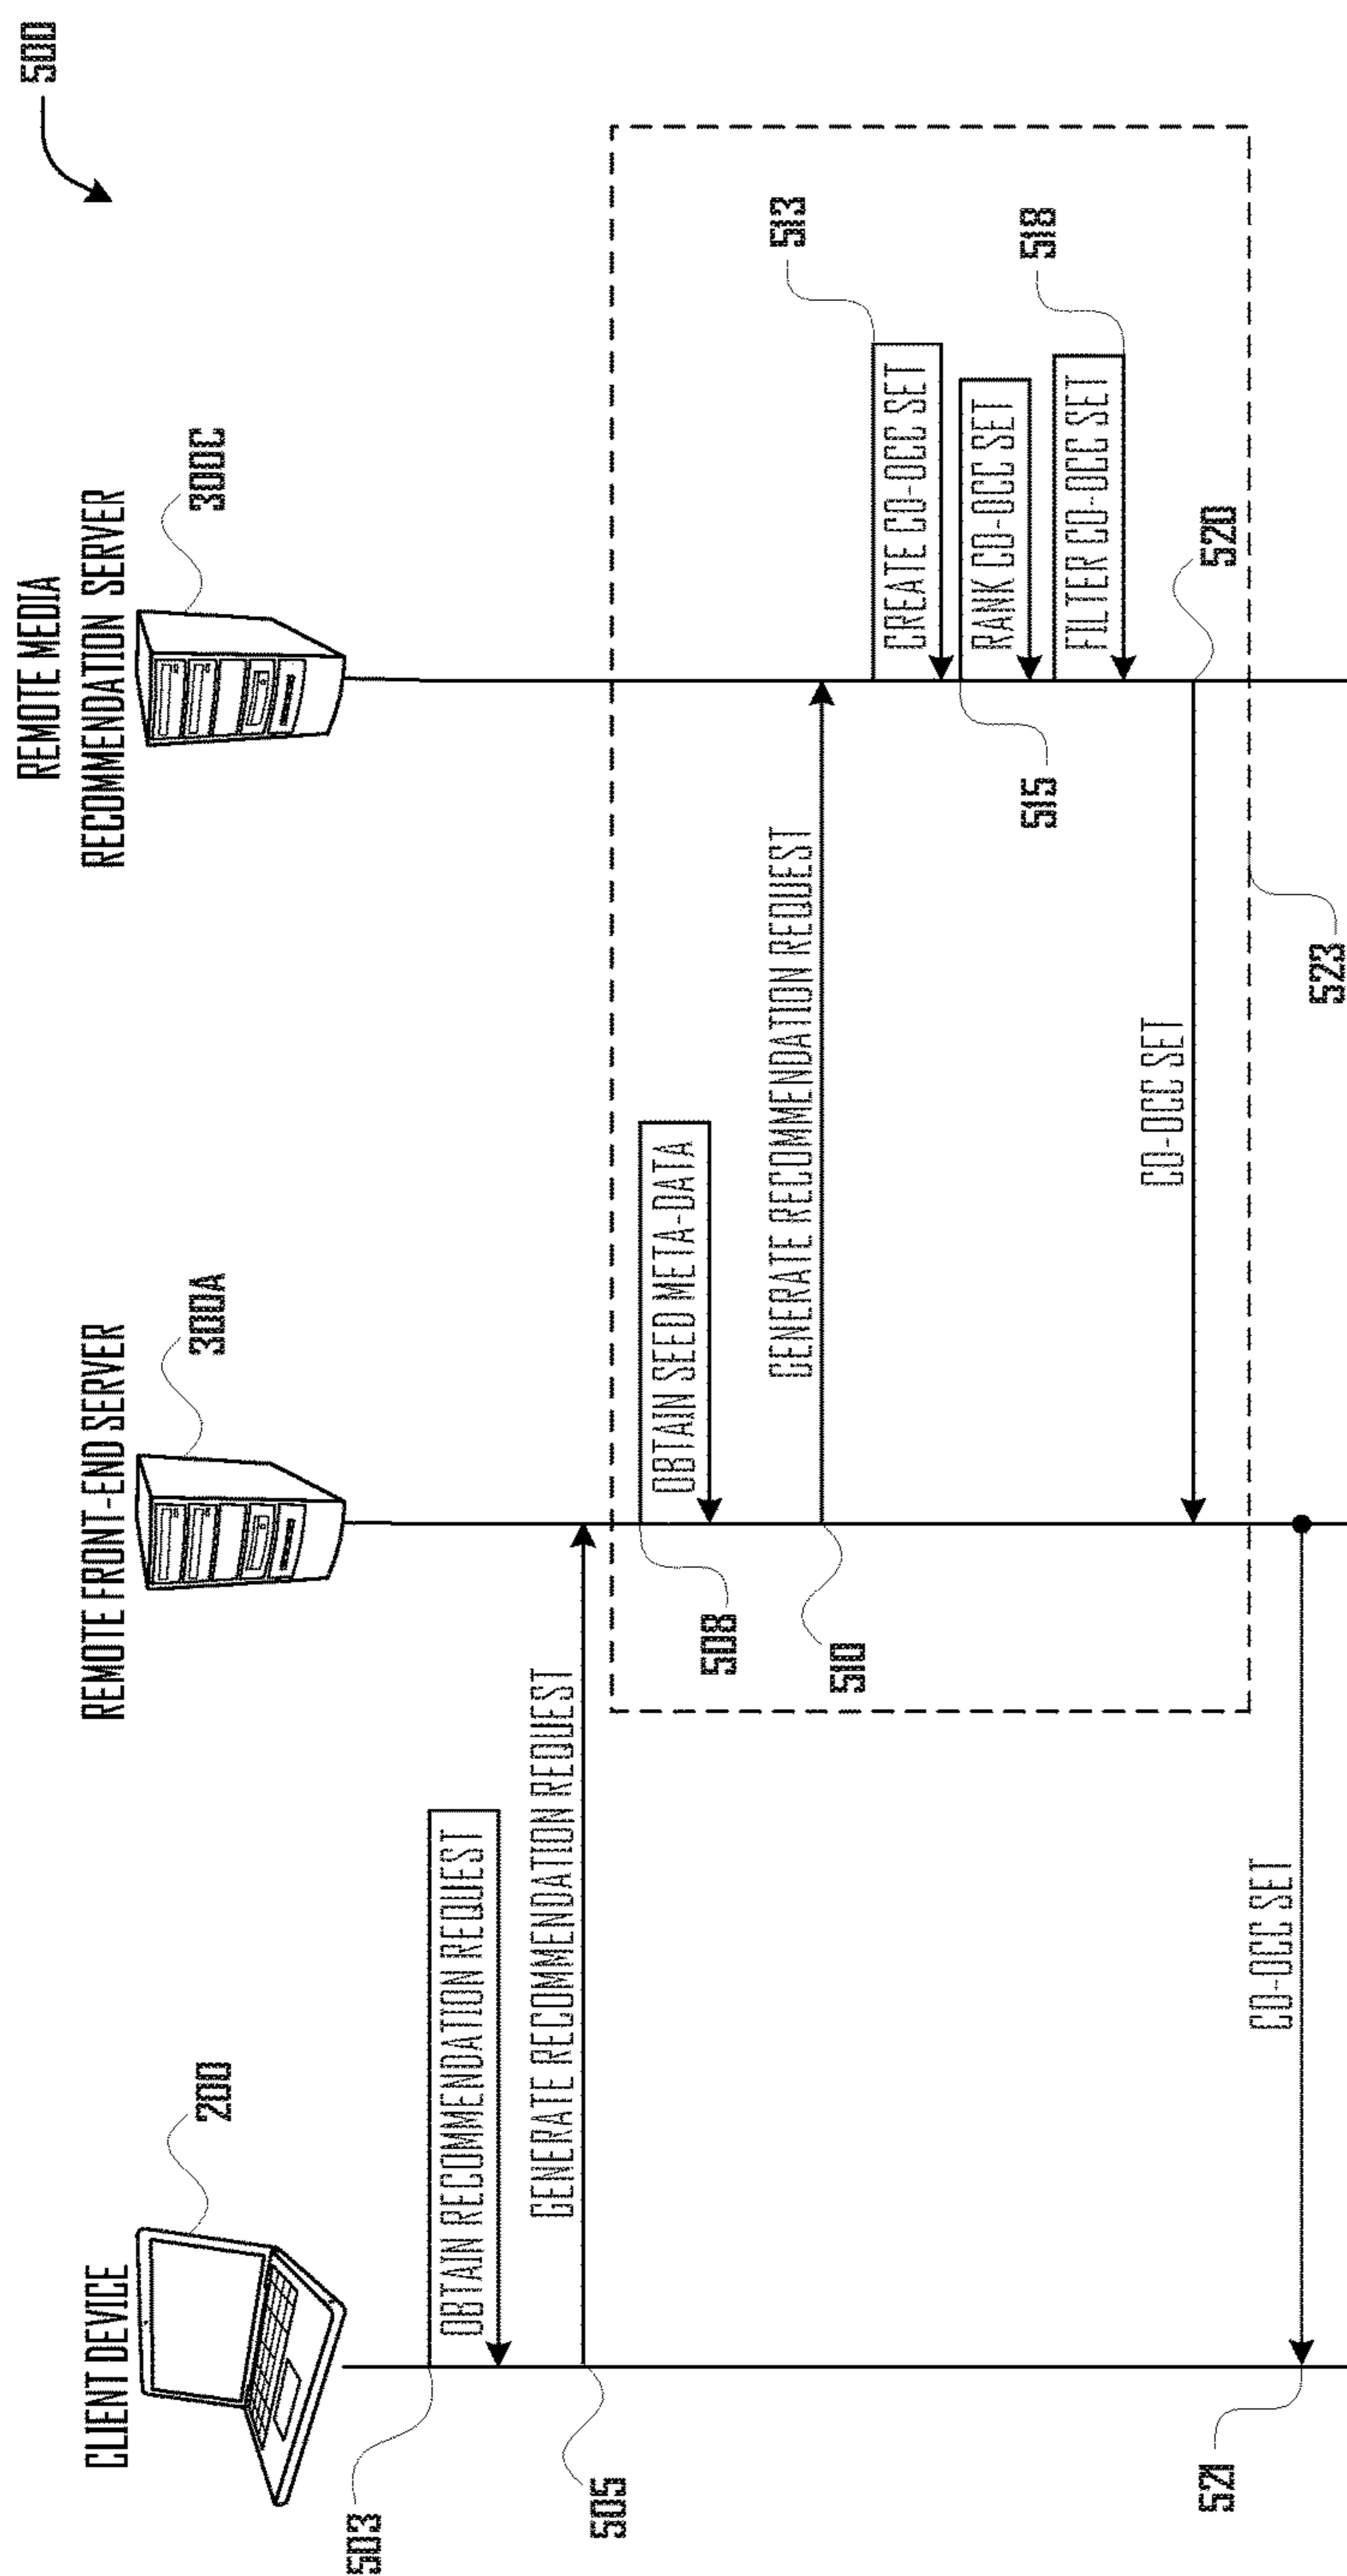 500
CLIENT DEVICE
200
REMOTE FRONT-END SERVER
300A
REMOTE MEDIA
RECOMMENDATION SERVER
300C
503
OBTAIN RECOMMENDATION REQUEST
505
GENERATE RECOMMENDATION REQUEST
508
OBTAIN SEED META-DATA
510
GENERATE RECOMMENDATION REQUEST
513
CREATE CO-OCC SET
515
RANK CO-OCC SET
518
FILTER CO-OCC SET
520
CO-OCC SET
523
521
CO-OCC SET